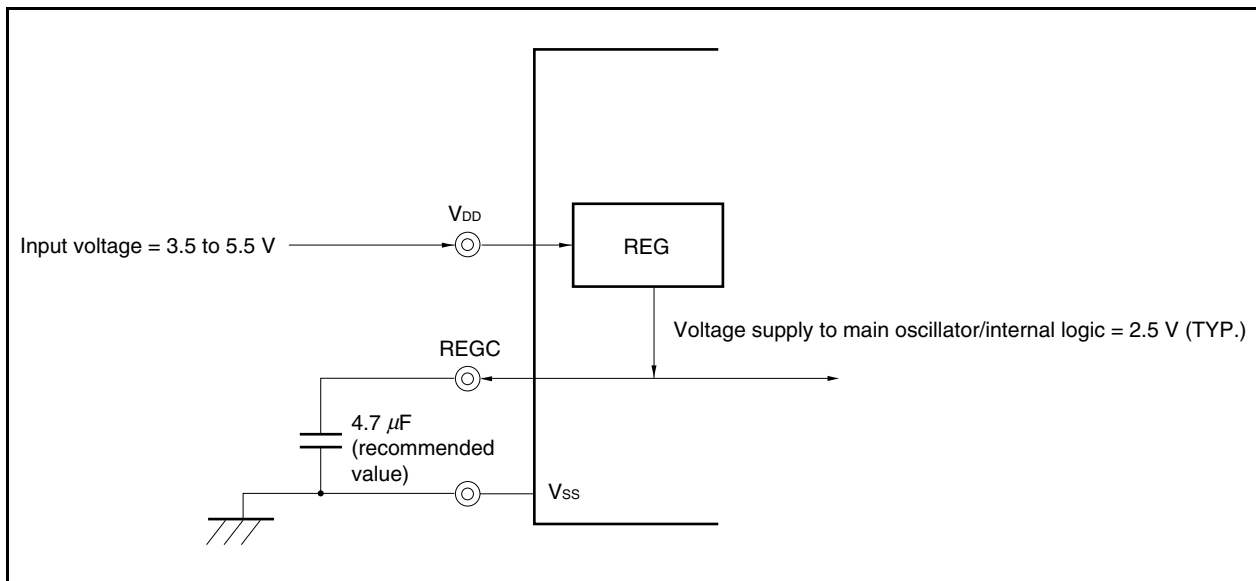 VDD
Input voltage = 3.5 to 5.5 V
REG
Voltage supply to main oscillator/internal logic = 2.5 V (TYP.)
REGC
4.7 μF
(recommended
value)
VSS